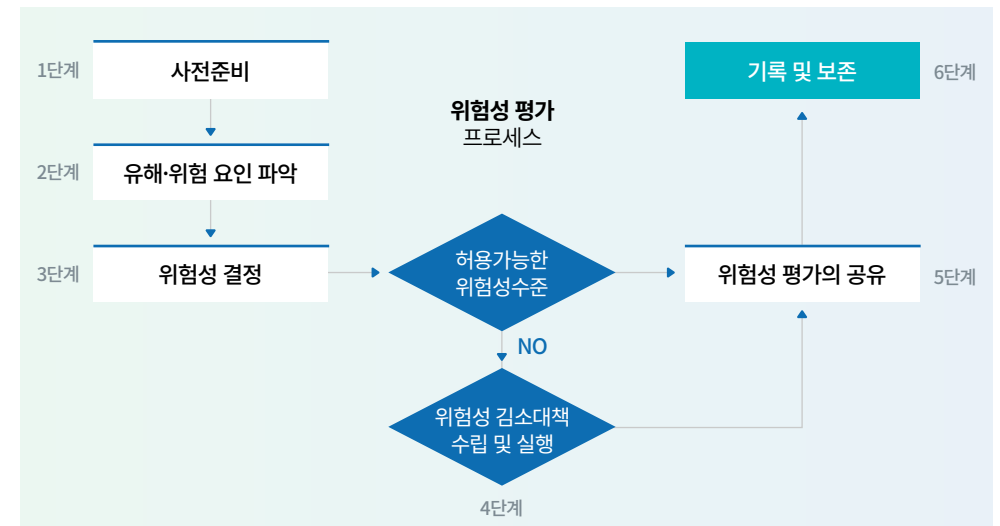 1단계
사전준비
2단계
유해·위험 요인 파악
3단계
위험성 결정
위험성 평가
프로세스
허용가능한
위험성수준
NO
위험성 김소대책
수립 및 실행
4단계
위험성 평가의 공유
5단계
기록 및 보존
6단계